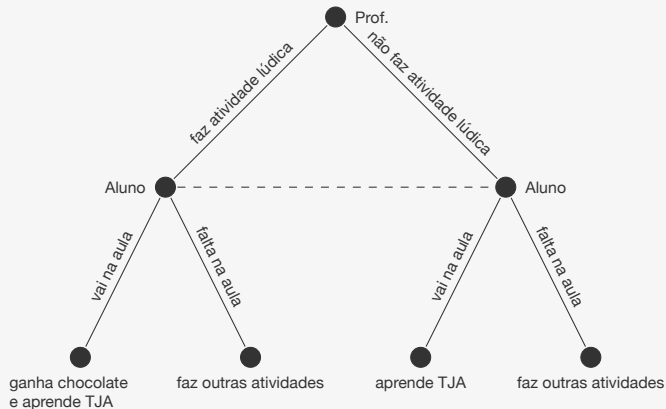 Prof.
faz atividade lúdica
não faz atividade lúdica
Aluno
Aluno
vai na aula
falta na aula
vai na aula
falta na aula
ganha chocolate
e aprende TJA
faz outras atividades
aprende TJA
faz outras atividades